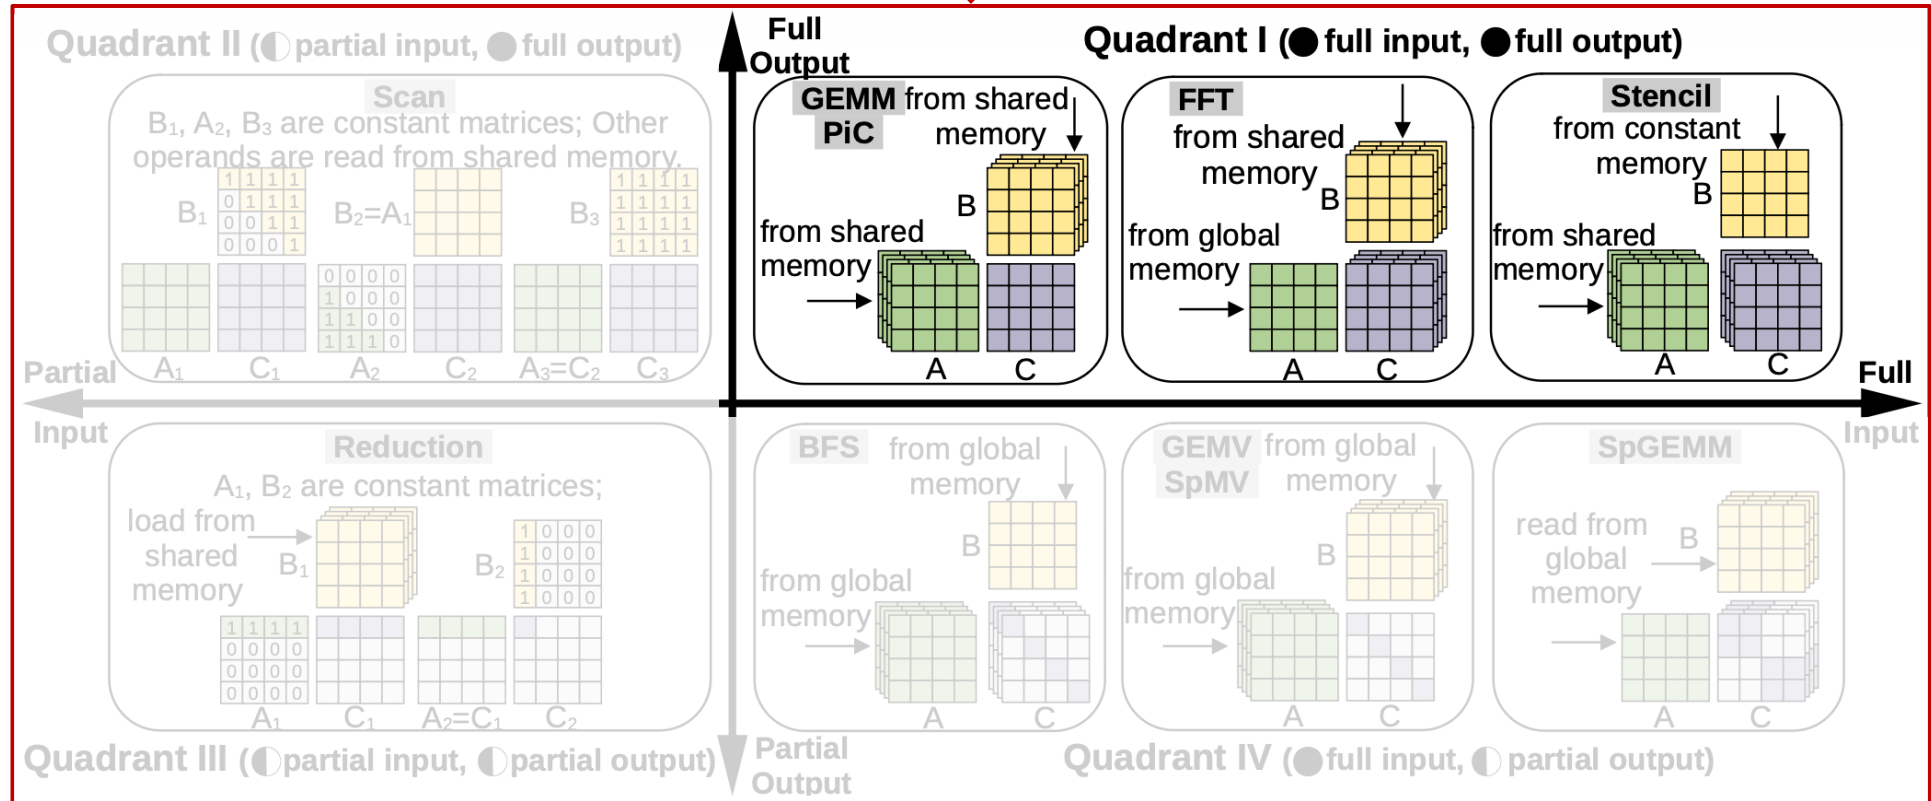 Quadrant II (◐partial input, ●full output)
Scan
B₁, A₂, B₃ are constant matrices; Other
operands are read from shared memory.
B₁
1 1 1 1
0 1 1 1
0 0 1 1
0 0 0 1
B₂=A₁
B₃
1 1 1 1
1 1 1 1
1 1 1 1
1 1 1 1
0 0 0 0
1 0 0 0
1 1 0 0
1 1 1 0
A₁
C₁
A₂
C₂
A₃=C₂
C₃
Full
Output
Quadrant I (●full input, ●full output)
GEMM
PiC
from shared
memory
B
from shared
memory
A
C
FFT
from shared
memory
B
from global
memory
A
C
Stencil
from constant
memory
B
from shared
memory
A
C
Partial
Input
Full
Input
Reduction
A₁, B₂ are constant matrices;
load from
shared
memory
B₁
B₂
1 0 0 0
1 0 0 0
1 0 0 0
1 0 0 0
1 1 1 1
0 0 0 0
0 0 0 0
0 0 0 0
A₁
C₁
A₂=C₁
C₂
Quadrant III (◐partial input, ◐partial output)
BFS
from global
memory
B
from global
memory
A
C
GEMV
SpMV
from global
memory
B
from global
memory
A
C
SpGEMM
read from
global
memory
B
A
C
Partial
Output
Quadrant IV (●full input, ◐partial output)